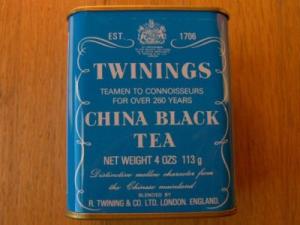 EST. 1706
TWININGS
TEAMEN TO CONNOISSEURS
FOR OVER 260 YEARS
CHINA BLACK
TEA
NET WEIGHT 4 OZS 113 g
Distinctive mellow character from
the Chinese mainland
BLENDED BY
R. TWINING & CO. LTD. LONDON, ENGLAND.